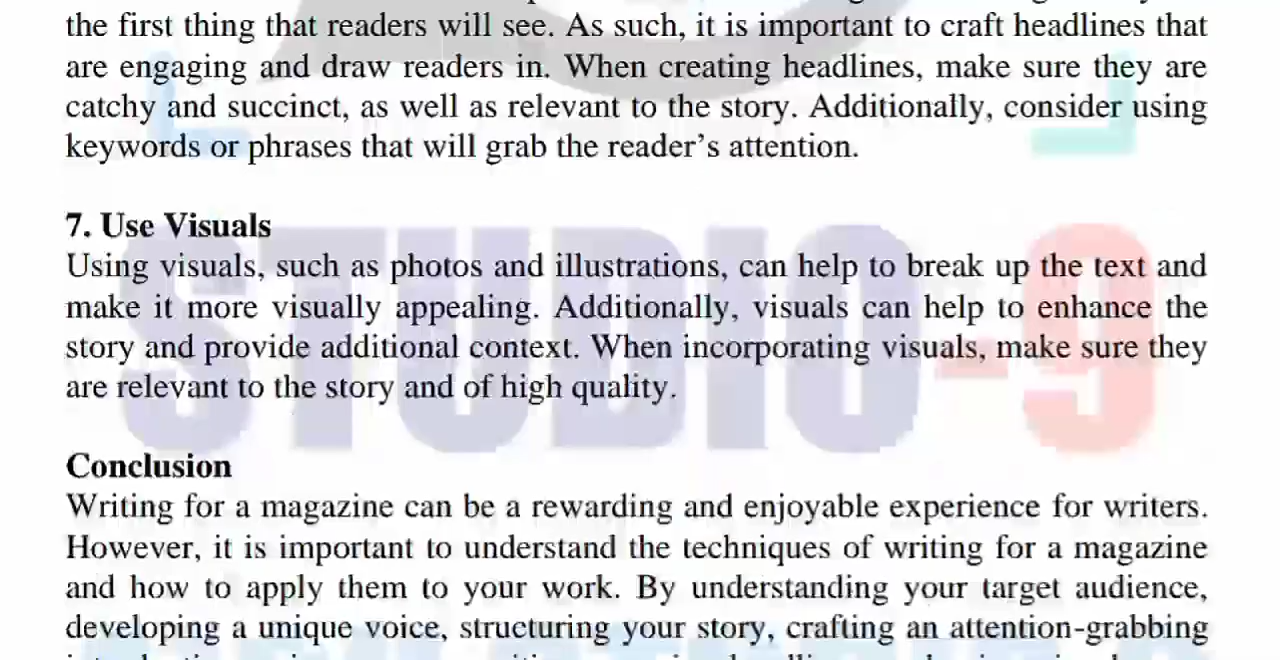 the first thing that readers will see. As such, it is important to craft headlines that
are engaging and draw readers in. When creating headlines, make sure they are
catchy and succinct, as well as relevant to the story. Additionally, consider using
keywords or phrases that will grab the reader’s attention.
7. Use Visuals
STUDIO-9
Using visuals, such as photos and illustrations, can help to break up the text and
make it more visually appealing. Additionally, visuals can help to enhance the
story and provide additional context. When incorporating visuals, make sure they
are relevant to the story and of high quality.
Conclusion
Writing for a magazine can be a rewarding and enjoyable experience for writers.
However, it is important to understand the techniques of writing for a magazine
and how to apply them to your work. By understanding your target audience,
developing a unique voice, structuring your story, crafting an attention-grabbing